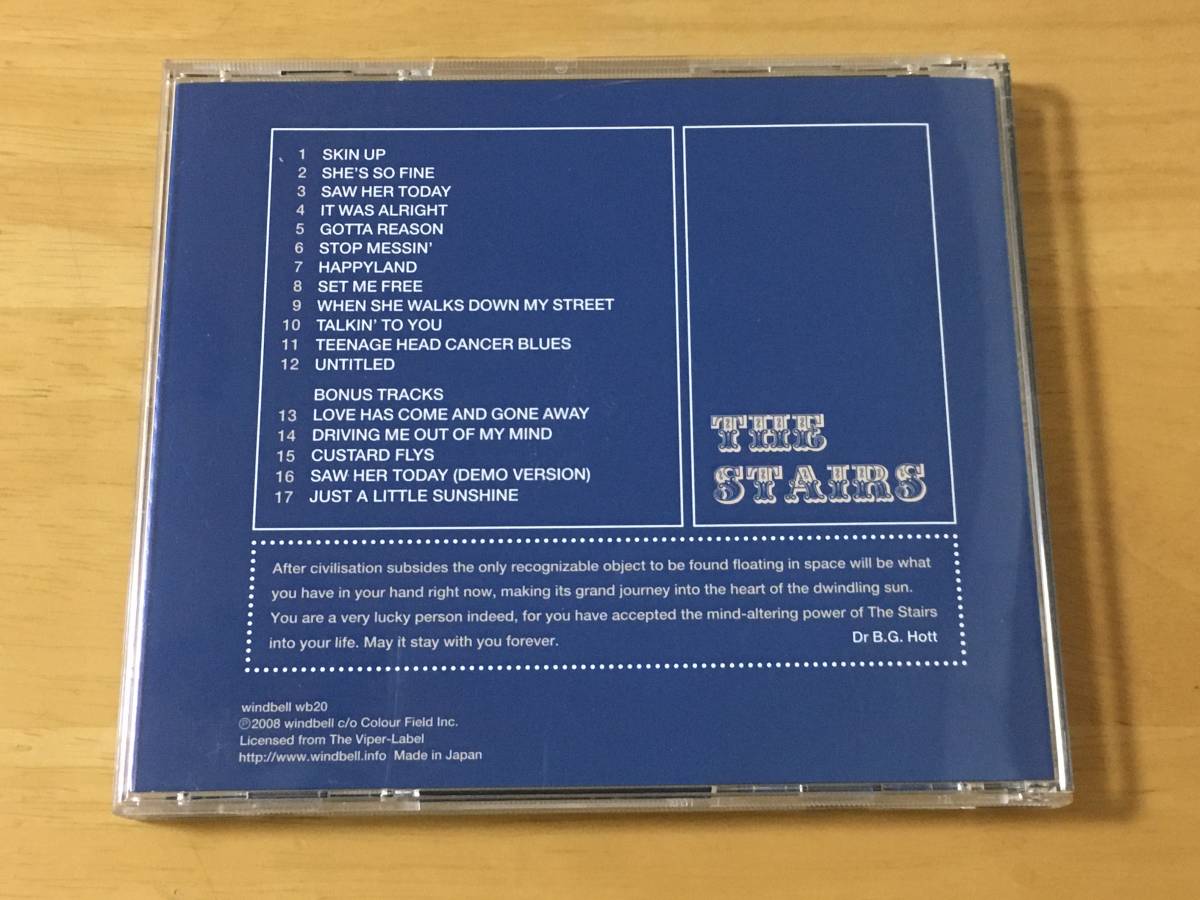 1 SKIN UP
2 SHE'S SO FINE
3 SAW HER TODAY
4 IT WAS ALRIGHT
5 GOTTA REASON
6 STOP MESSIN'
7 HAPPYLAND
8 SET ME FREE
9 WHEN SHE WALKS DOWN MY STREET
10 TALKIN' TO YOU
11 TEENAGE HEAD CANCER BLUES
12 UNTITLED
BONUS TRACKS
13 LOVE HAS COME AND GONE AWAY
14 DRIVING ME OUT OF MY MIND
15 CUSTARD FLYS
16 SAW HER TODAY (DEMO VERSION)
17 JUST A LITTLE SUNSHINE
THE
STAIRS
After civilisation subsides the only recognizable object to be found floating in space will be what
you have in your hand right now, making its grand journey into the heart of the dwindling sun.
You are a very lucky person indeed, for you have accepted the mind-altering power of The Stairs
into your life. May it stay with you forever. Dr B.G. Hott
windbell wb20
℗2008 windbell c/o Colour Field Inc.
Licensed from The Viper-Label
http://www.windbell.info Made in Japan